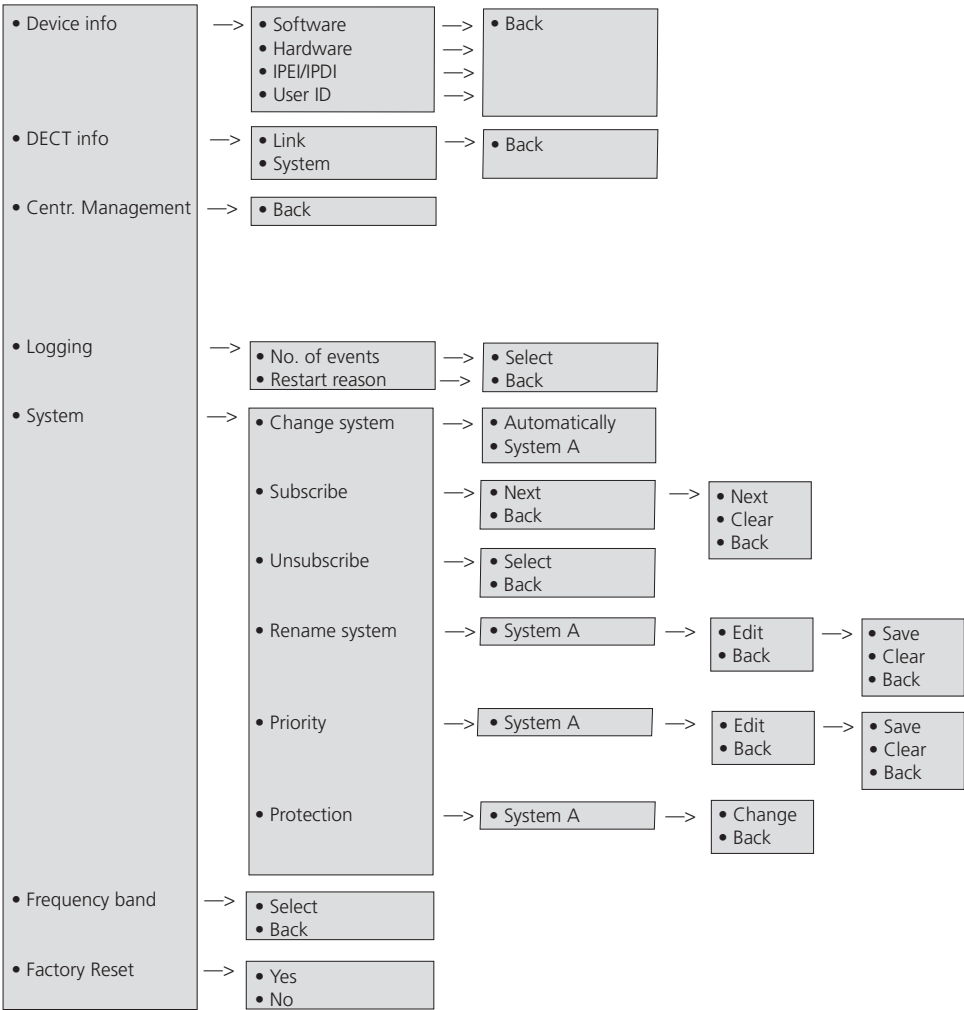 • Device info —> • Software —> • Back
• Hardware —>
• IPEI/IPDI —>
• User ID —>
• DECT info —> • Link —> • Back
• System
• Centr. Management —> • Back
• Logging —> • No. of events —> • Select
• Restart reason —> • Back
• System —> • Change system —> • Automatically
• System A
• Subscribe —> • Next —> • Next
• Back • Clear
• Back
• Unsubscribe —> • Select
• Back
• Rename system —> • System A —> • Edit —> • Save
• Back • Clear
• Back
• Priority —> • System A —> • Edit —> • Save
• Back • Clear
• Back
• Protection —> • System A —> • Change
• Back
• Frequency band —> • Select
• Back
• Factory Reset —> • Yes
• No